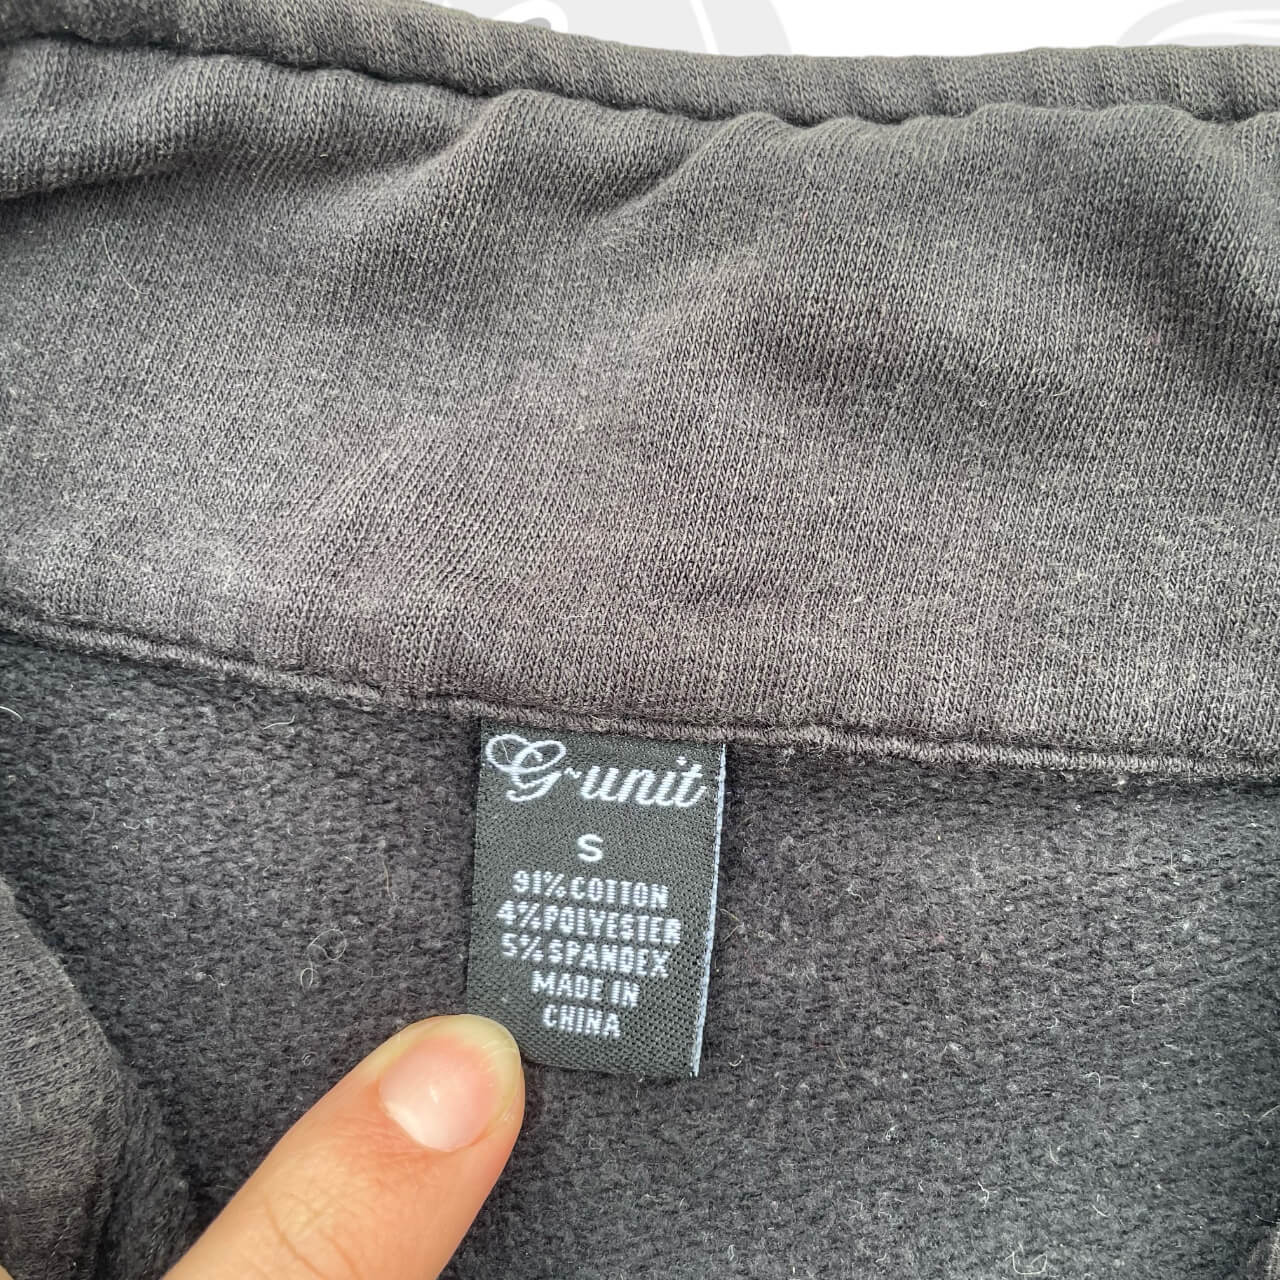 G-unit
S
91% COTTON
4% POLYESTER
5% SPANDEX
MADE IN
CHINA